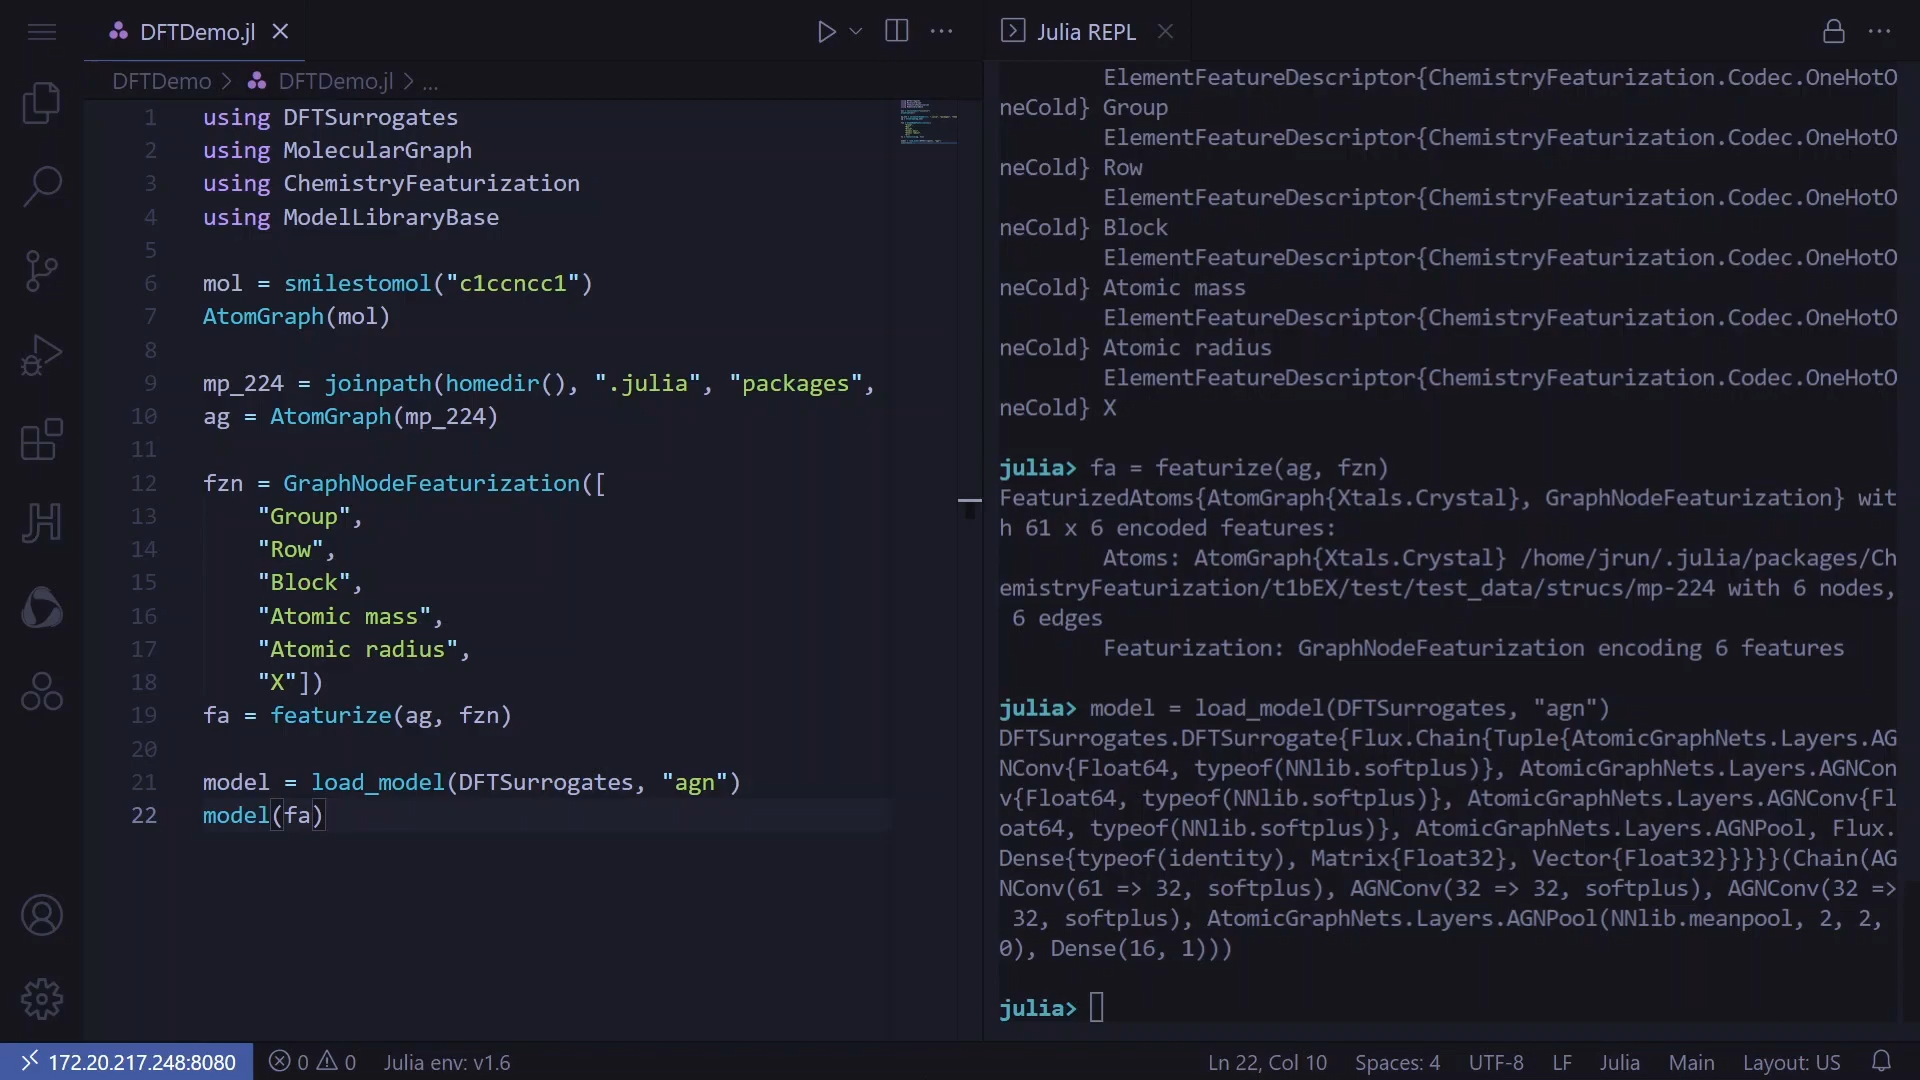 DFTDemo.jl
DFTDemo > DFTDemo.jl > ...
1 using DFTSurrogates
2 using MolecularGraph
3 using ChemistryFeaturization
4 using ModelLibraryBase
5
6 mol = smilestomol("c1ccncc1")
7 AtomGraph(mol)
8
9 mp_224 = joinpath(homedir(), ".julia", "packages",
10 ag = AtomGraph(mp_224)
11
12 fzn = GraphNodeFeaturization([
13 "Group",
14 "Row",
15 "Block",
16 "Atomic mass",
17 "Atomic radius",
18 "X"])
19 fa = featurize(ag, fzn)
20
21 model = load_model(DFTSurrogates, "agn")
22 model(fa)
Julia REPL
ElementFeatureDescriptor{ChemistryFeaturization.Codec.OneHotO
neCold} Group
ElementFeatureDescriptor{ChemistryFeaturization.Codec.OneHotO
neCold} Row
ElementFeatureDescriptor{ChemistryFeaturization.Codec.OneHotO
neCold} Block
ElementFeatureDescriptor{ChemistryFeaturization.Codec.OneHotO
neCold} Atomic mass
ElementFeatureDescriptor{ChemistryFeaturization.Codec.OneHotO
neCold} Atomic radius
ElementFeatureDescriptor{ChemistryFeaturization.Codec.OneHotO
neCold} X
julia> fa = featurize(ag, fzn)
FeaturizedAtoms{AtomGraph{Xtals.Crystal}, GraphNodeFeaturization} wit
h 61 x 6 encoded features:
Atoms: AtomGraph{Xtals.Crystal} /home/jrun/.julia/packages/Ch
emistryFeaturization/t1bEX/test/test_data/strucs/mp-224 with 6 nodes,
6 edges
Featurization: GraphNodeFeaturization encoding 6 features
julia> model = load_model(DFTSurrogates, "agn")
DFTSurrogates.DFTSurrogate{Flux.Chain{Tuple{AtomicGraphNets.Layers.AG
NConv{Float64, typeof(NNlib.softplus)}, AtomicGraphNets.Layers.AGNCon
v{Float64, typeof(NNlib.softplus)}, AtomicGraphNets.Layers.AGNConv{Fl
oat64, typeof(NNlib.softplus)}, AtomicGraphNets.Layers.AGNPool, Flux.
Dense{typeof(identity), Matrix{Float32}, Vector{Float32}}}}}(Chain(AG
NConv(61 => 32, softplus), AGNConv(32 => 32, softplus), AGNConv(32 =>
32, softplus), AtomicGraphNets.Layers.AGNPool(NNlib.meanpool, 2, 2,
0), Dense(16, 1)))
julia>
172.20.217.248:8080 0 0 Julia env: v1.6 Ln 22, Col 10 Spaces: 4 UTF-8 LF Julia Main Layout: US